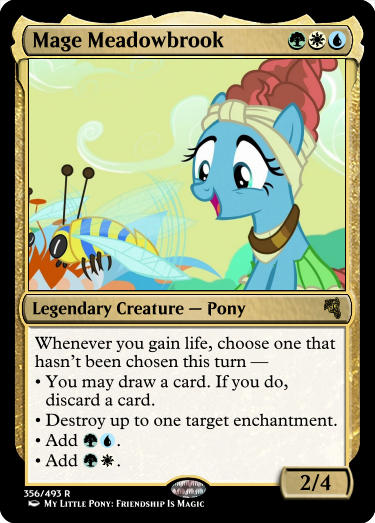 Mage Meadowbrook
Legendary Creature — Pony
Whenever you gain life, choose one that
hasn't been chosen this turn —
• You may draw a card. If you do,
discard a card.
• Destroy up to one target enchantment.
• Add .
• Add .
2/4
356/493 R
My Little Pony: Friendship Is Magic